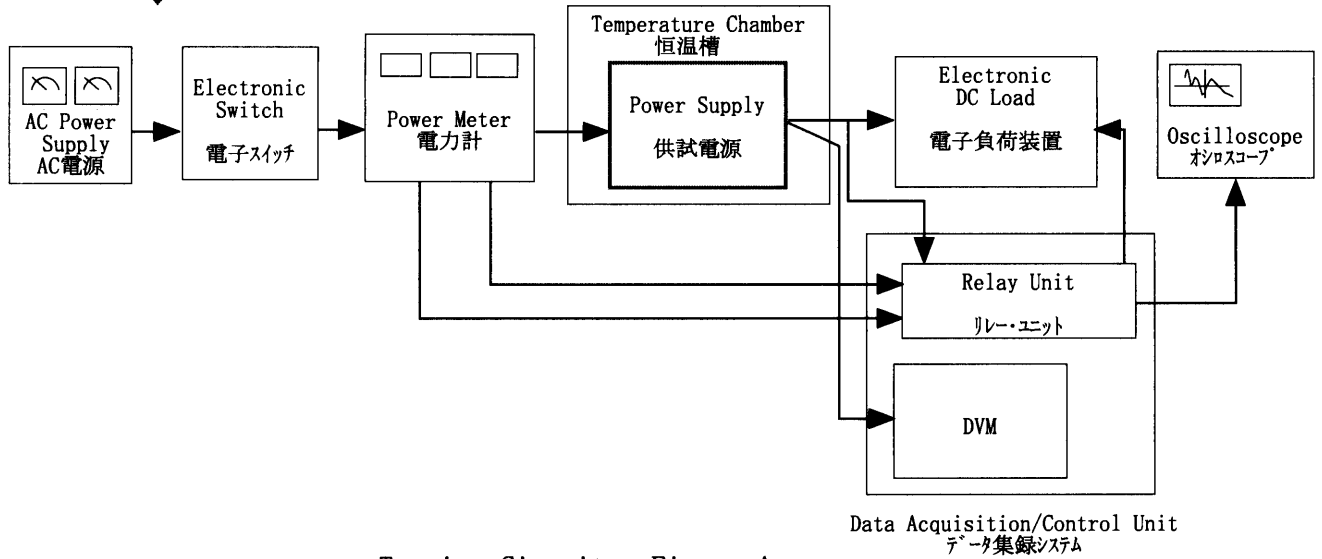 Temperature Chamber
恒温槽
AC Power
Supply
AC電源
Electronic
Switch
電子スイッチ
Power Meter
電力計
Power Supply
供試電源
Electronic
DC Load
電子負荷装置
Oscilloscope
オシロスコープ
Relay Unit
リレー・ユニット
DVM
Data Acquisition/Control Unit
データ集録システム